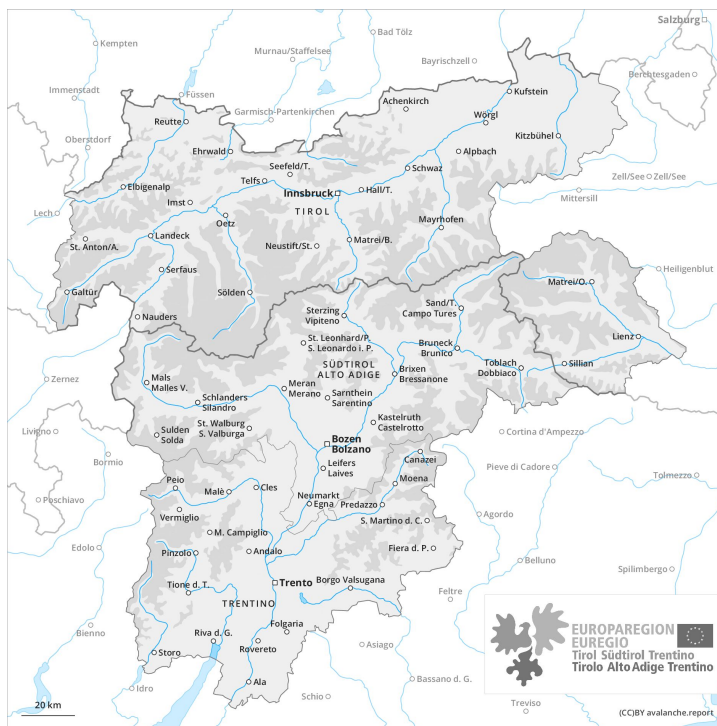 Salzburg
Kempten
Bad Tölz
Murnau/Staffelsee
Bayrischzell
Berchtesgaden
Immenstadt
Füssen
Garmisch-Partenkirchen
Achenkirch
Kufstein
Reutte
Wörgl
Kitzbühel
Oberstdorf
Ehrwald
Seefeld/T.
Alpbach
Schwaz
Zell/See
Zell/See
Elbigenalp
Telfs
Innsbruck
Hall/T.
Mittersill
Imst
TIROL
Lech
Oetz
Mayrhofen
St. Anton/A.
Landeck
Neustift/St.
Matrei/B.
Serfaus
Heiligenblut
Galtür
Sölden
Matrei/O.
Nauders
Sterzing
Vipiteno
Sand/T.
Campo Tures
St. Leonhard/P.
S. Leonardo i. P.
Lienz
Bruneck
Brunico
SÜDTIROL
ALTO ADIGE
Toblach
Dobbiaco
Sillian
Zernez
Mals
Malles V.
Meran
Merano
Brixen
Bressanone
Schlanders
Silandro
Sarnthein
Sarentino
St. Walburg
S. Valburga
Kastelruth
Castelrotto
Livigno
Sulden
Solda
Bozen
Bolzano
Cortina d'Ampezzo
Bormio
Canazei
Leifers
Laives
Pieve di Cadore
Tolmezzo
Peio
Moena
Poschiavo
Malè
Cles
Neumarkt
Egna
Predazzo
Vermiglio
S. Martino d. C.
Agordo
M. Campiglio
Edolo
Pinzolo
Andalo
Fiera d. P.
Belluno
Spilimbergo
Tione d. T.
Trento
Borgo Valsugana
Feltre
TRENTINO
Folgaria
Bienno
Riva d. G.
Rovereto
Asiago
Storo
Ala
Bassano d. G.
Idro
Schio
Treviso
EUROPAREGION
EUREGIO
Tirol Südtirol Trentino
Tirolo Alto Adige Trentino
20 km
(CC)BY avalanche.report